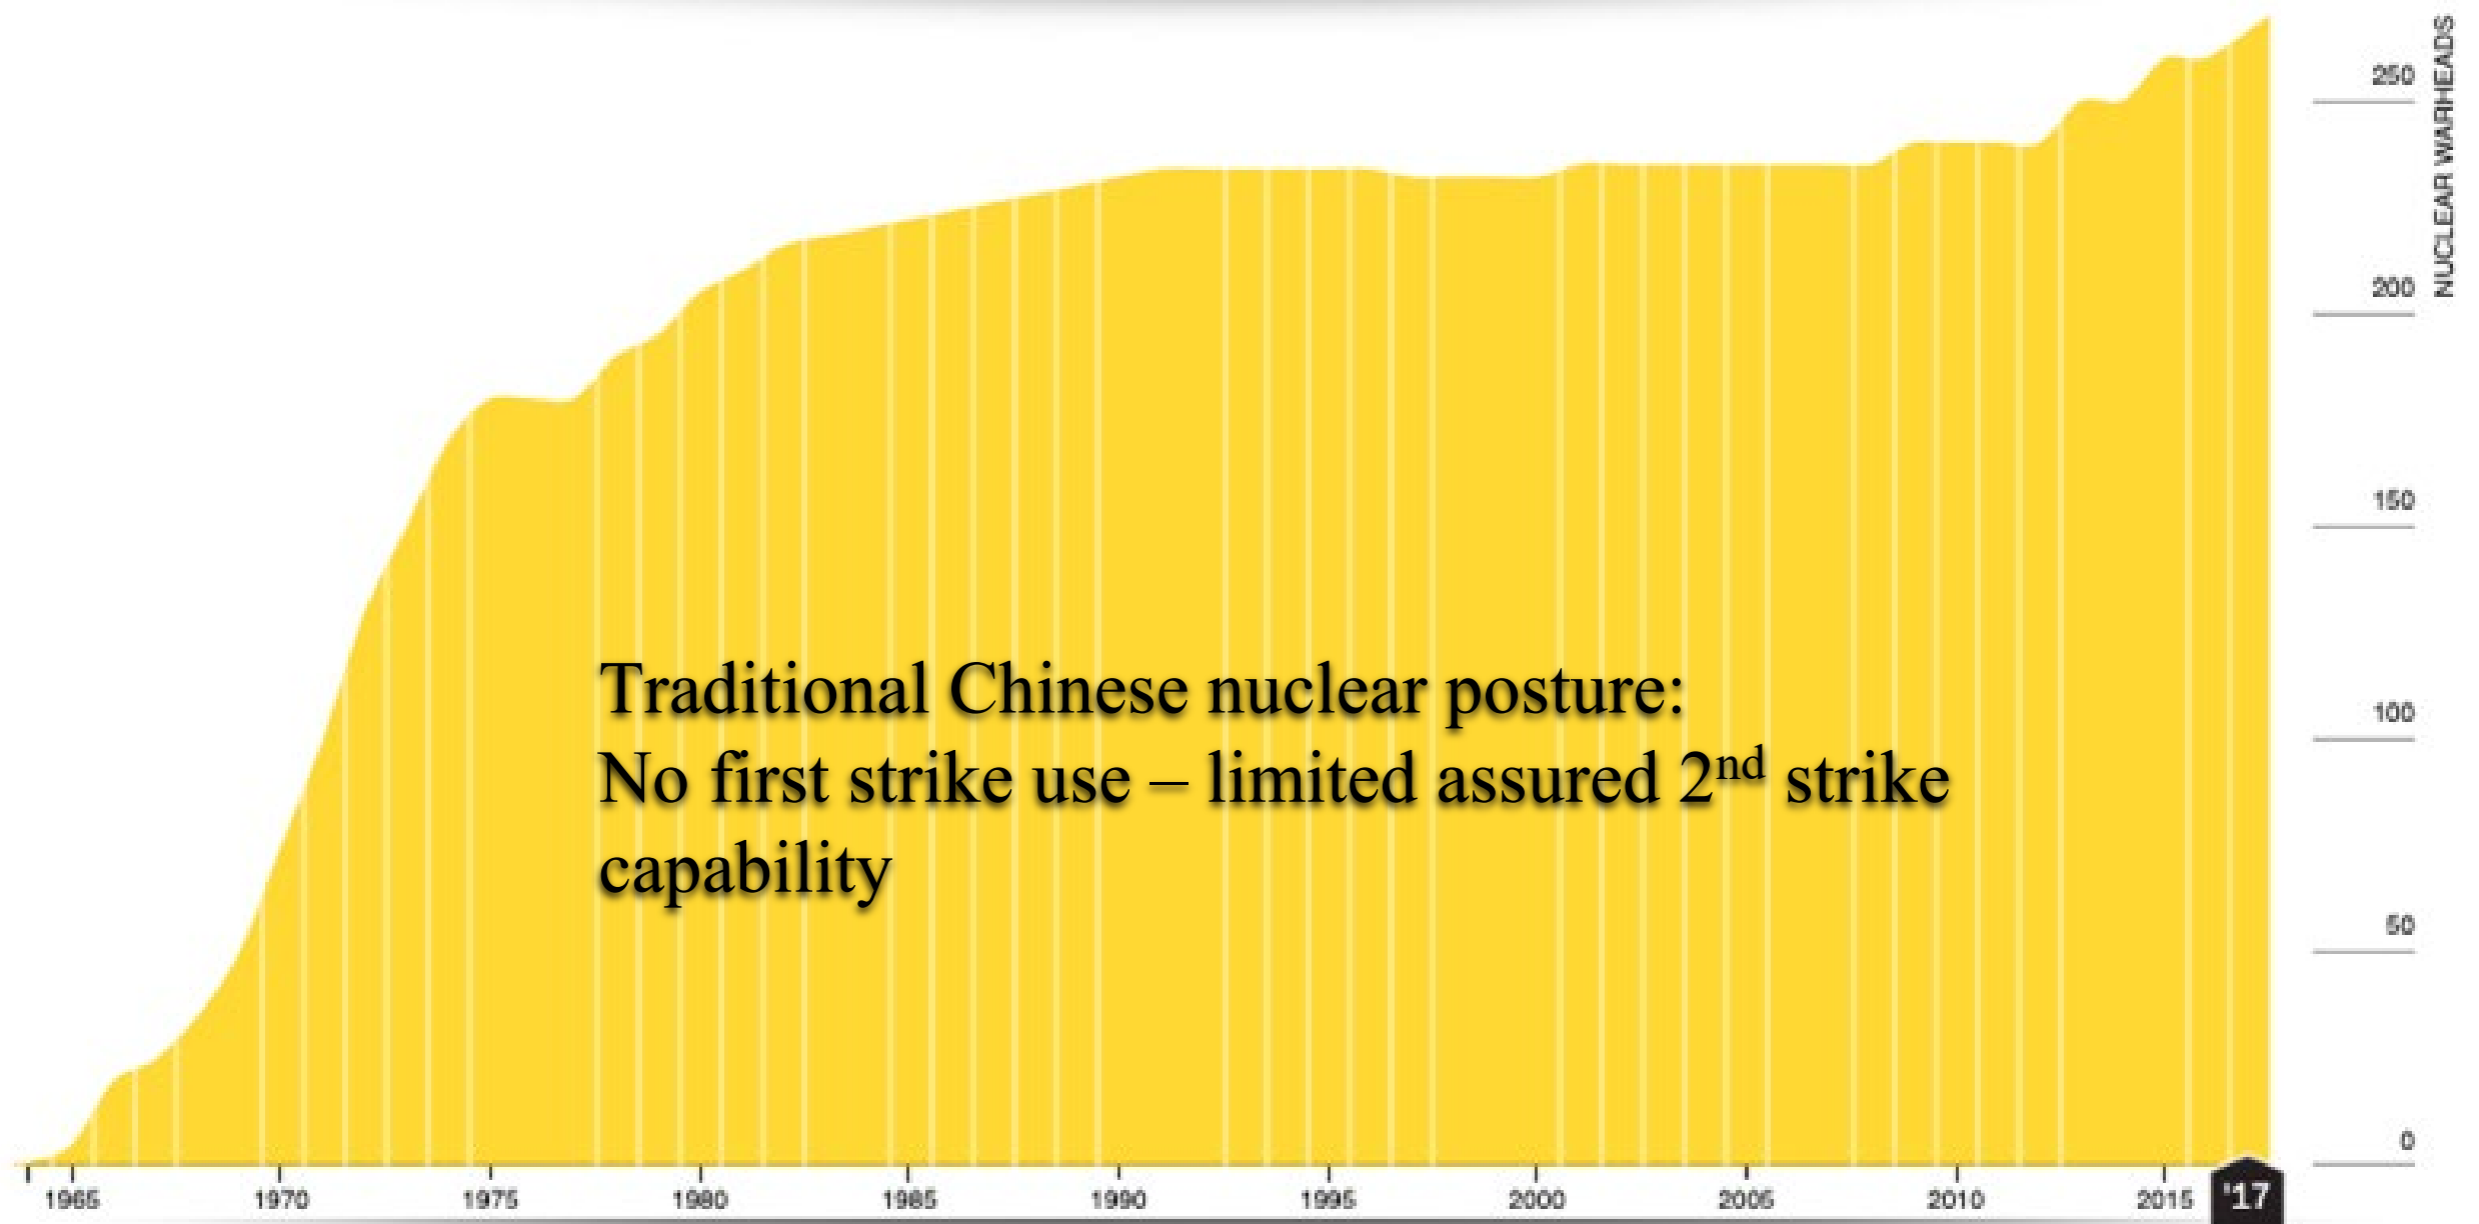 NUCLEAR WARHEADS
250
200
150
100
50
0
Traditional Chinese nuclear posture:
No first strike use – limited assured 2nd strike
capability
1965 1970 1975 1980 1985 1990 1995 2000 2005 2010 2015 '17